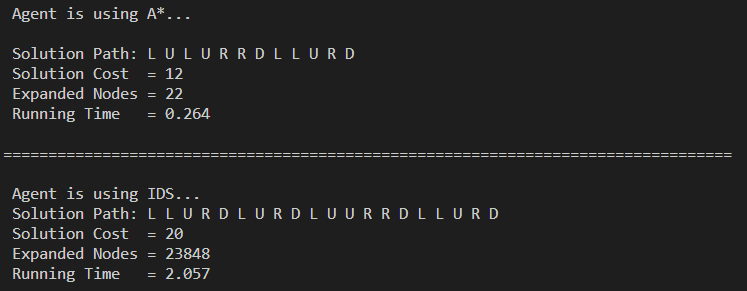 Agent is using A*...
Solution Path: L U L U R R D L L U R D
Solution Cost  = 12
Expanded Nodes = 22
Running Time   = 0.264
=================================================================================
Agent is using IDS...
Solution Path: L L U R D L U R D L U U R R D L L U R D
Solution Cost  = 20
Expanded Nodes = 23848
Running Time   = 2.057